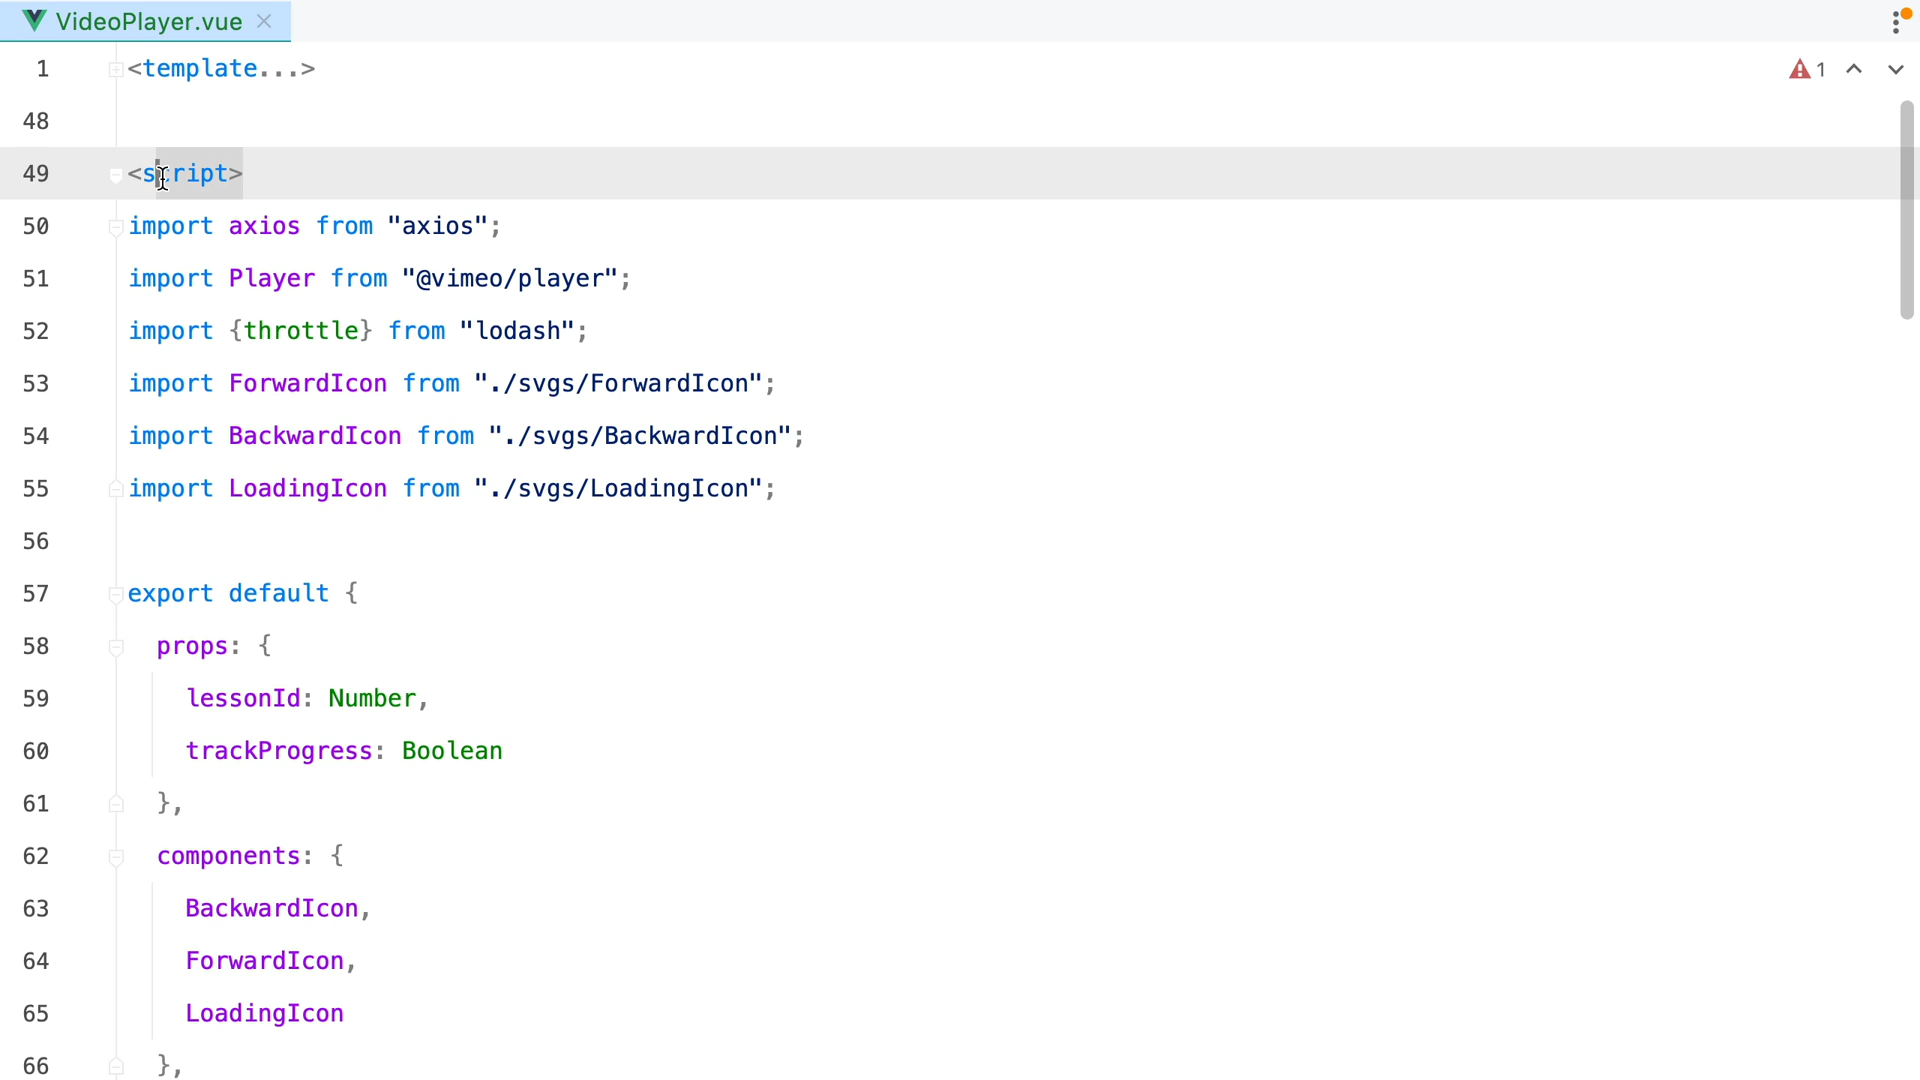 VideoPlayer.vue
1 <template...>
1
48
49 <script>
50 import axios from "axios";
51 import Player from "@vimeo/player";
52 import {throttle} from "lodash";
53 import ForwardIcon from "./svgs/ForwardIcon";
54 import BackwardIcon from "./svgs/BackwardIcon";
55 import LoadingIcon from "./svgs/LoadingIcon";
56
57 export default {
58 props: {
59 lessonId: Number,
60 trackProgress: Boolean
61 },
62 components: {
63 BackwardIcon,
64 ForwardIcon,
65 LoadingIcon
66 },